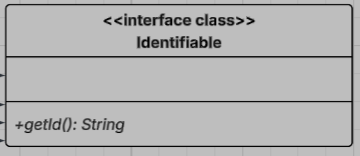 <<interface class>>
Identifiable
+getId(): String